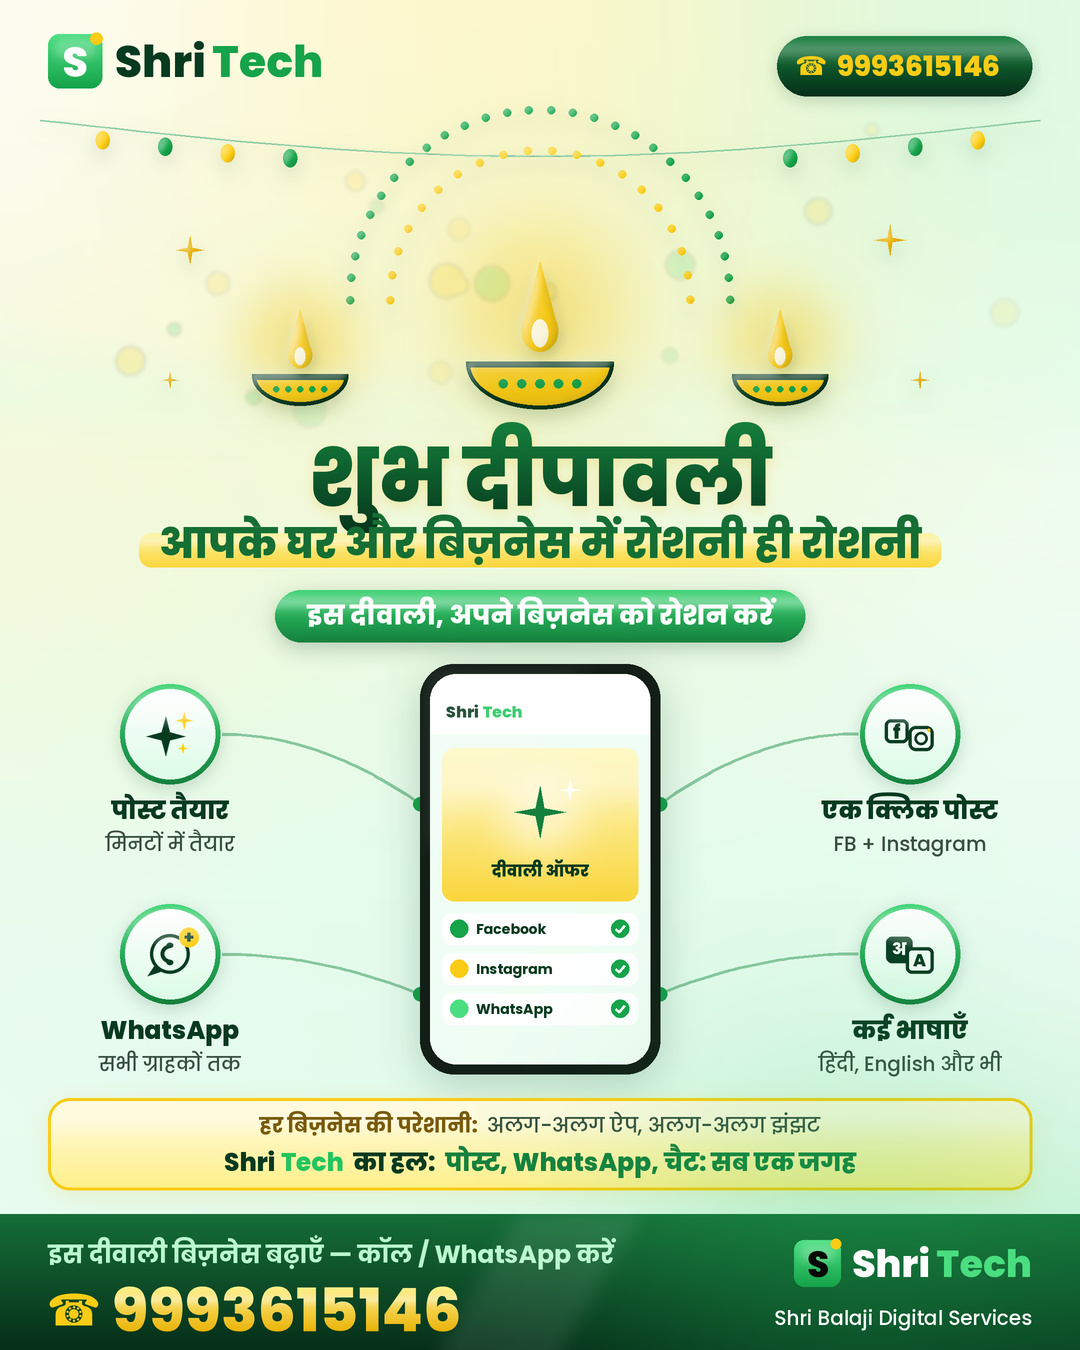 S Shri Tech
☎ 9993615146
शुभ दीपावली
आपके घर और बिज़नेस में रोशनी ही रोशनी
इस दीवाली, अपने बिज़नेस को रोशन करें
Shri Tech
दीवाली ऑफर
Facebook
Instagram
WhatsApp
पोस्ट तैयार
मिनटों में तैयार
WhatsApp
सभी ग्राहकों तक
f
एक क्लिक पोस्ट
FB + Instagram
अ A
कई भाषाएँ
हिंदी, English और भी
हर बिज़नेस की परेशानी: अलग-अलग ऐप, अलग-अलग झंझट
Shri Tech का हल: पोस्ट, WhatsApp, चैट: सब एक जगह
इस दीवाली बिज़नेस बढ़ाएँ — कॉल / WhatsApp करें
☎ 9993615146
S Shri Tech
Shri Balaji Digital Services